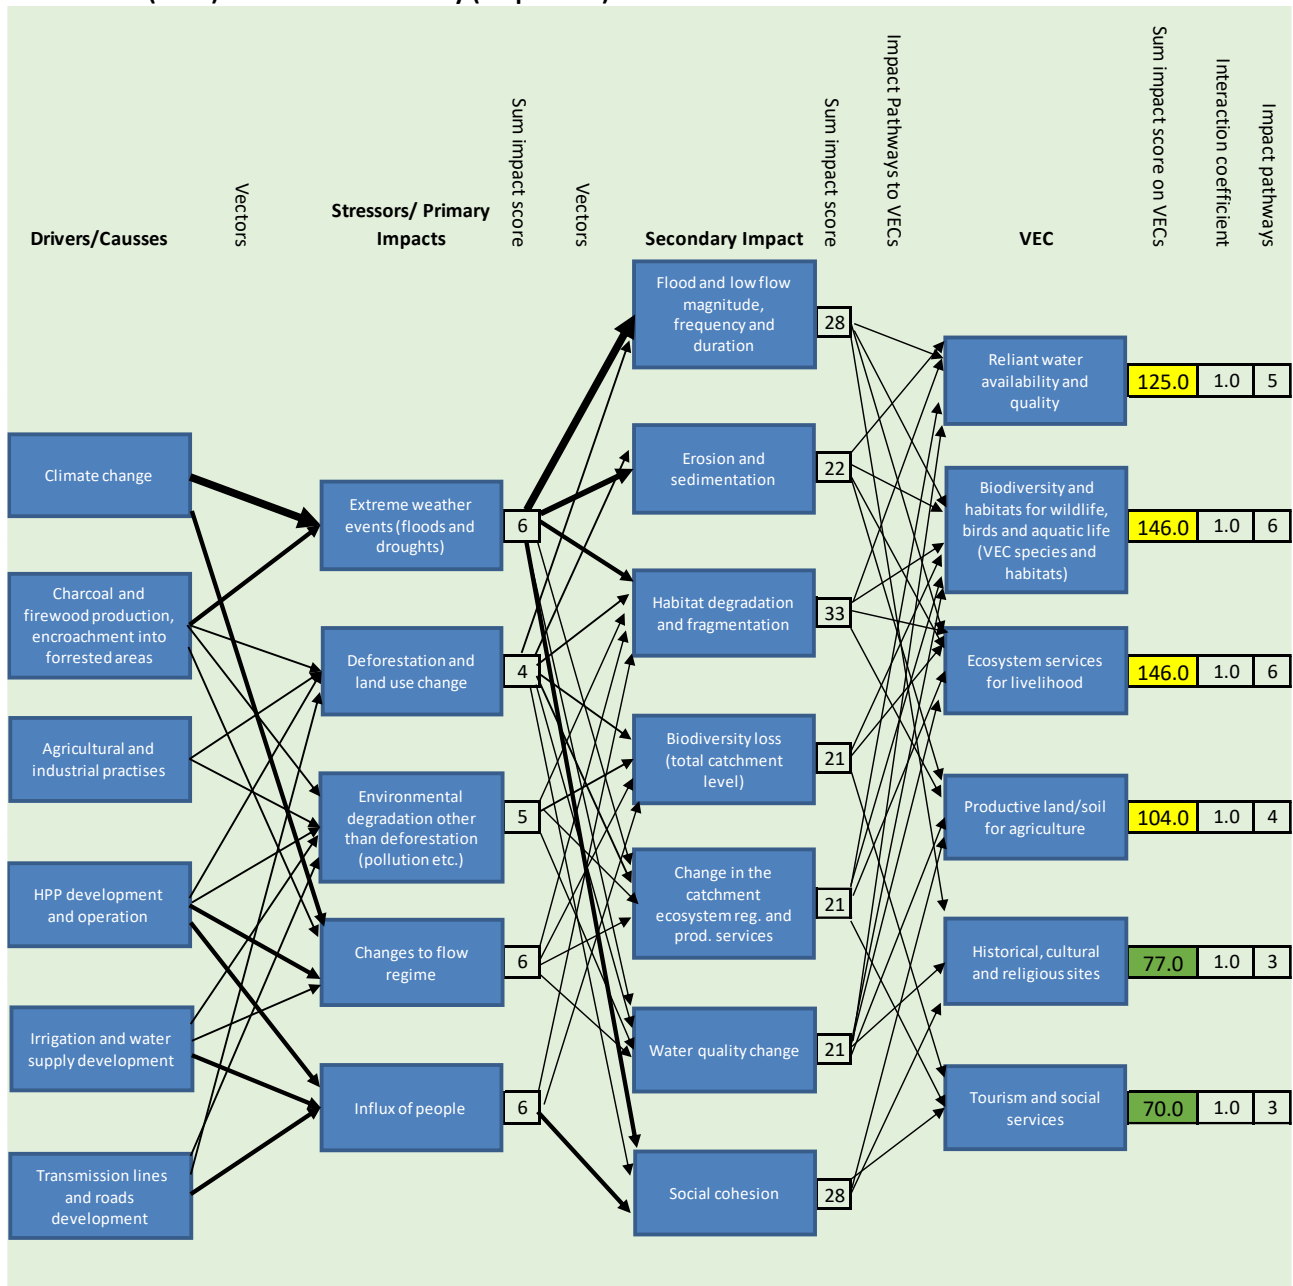 Sum impact score
Impact Pathways to VECs
Sum impact score
Sum impact score on VECs
Interaction coefficient
Impact pathways
Vectors
Vectors
Drivers/Causses
Stressors/ Primary
Impacts
Secondary Impact
VEC
Climate change
Charcoal and
firewood production,
encroachment into
forrested areas
Agricultural and
industrial practises
HPP development
and operation
Irrigation and water
supply development
Transmission lines
and roads
development
Extreme weather
events (floods and
droughts)
6
Deforestation and
land use change
4
Environmental
degradation other
than deforestation
(pollution etc.)
5
Changes to flow
regime
6
Influx of people
6
Flood and low flow
magnitude,
frequency and
duration
28
Erosion and
sedimentation
22
Habitat degradation
and fragmentation
33
Biodiversity loss
(total catchment
level)
21
Change in the
catchment
ecosystem reg. and
prod. services
21
Water quality change
21
Social cohesion
28
Reliant water
availability and
quality
125.0 1.0 5
Biodiversity and
habitats for wildlife,
birds and aquatic life
(VEC species and
habitats)
146.0 1.0 6
Ecosystem services
for livelihood
146.0 1.0 6
Productive land/soil
for agriculture
104.0 1.0 4
Historical, cultural
and religious sites
77.0 1.0 3
Tourism and social
services
70.0 1.0 3